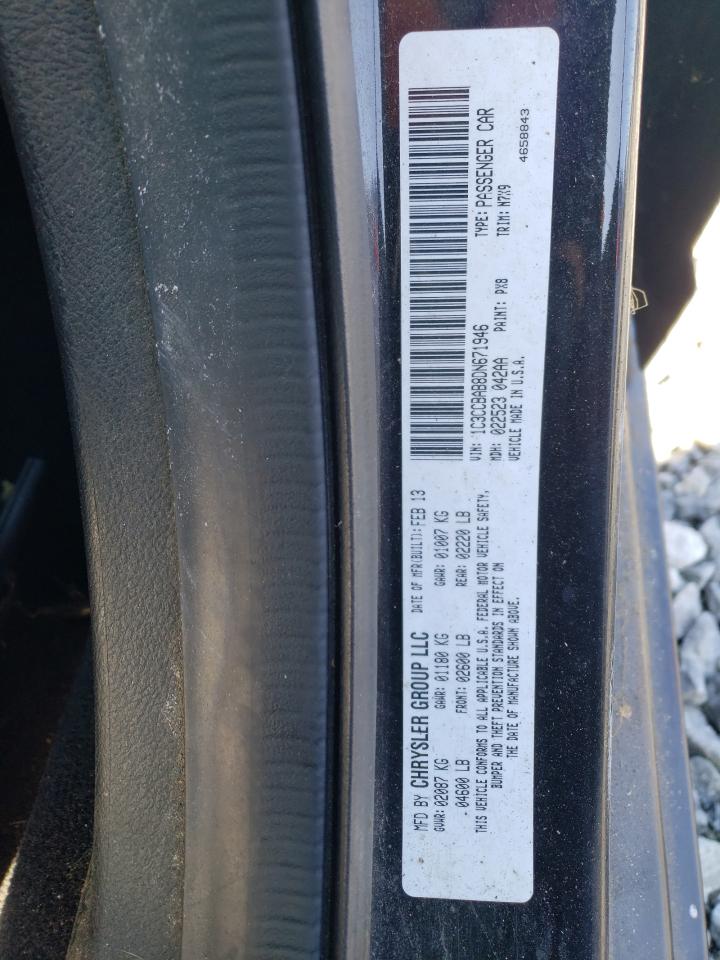 MFD BY CHRYSLER GROUP LLC DATE OF MFR(BUILT): FEB 13
GVWR: 02087 KG GAWR: 01180 KG GAWR: 01007 KG
- 04600 LB FRONT: 02600 LB REAR: 02220 LB
THIS VEHICLE CONFORMS TO ALL APPLICABLE U.S.A. FEDERAL MOTOR VEHICLE SAFETY,
BUMPER AND THEFT PREVENTION STANDARDS IN EFFECT ON
THE DATE OF MANUFACTURE SHOWN ABOVE.
VIN: 1C3CCBAB8DN671946 TYPE: PASSENGER CAR
MDH: 022523 042AA PAINT: PX8 TRIM: N7X9
VEHICLE MADE IN U.S.A.
4658843